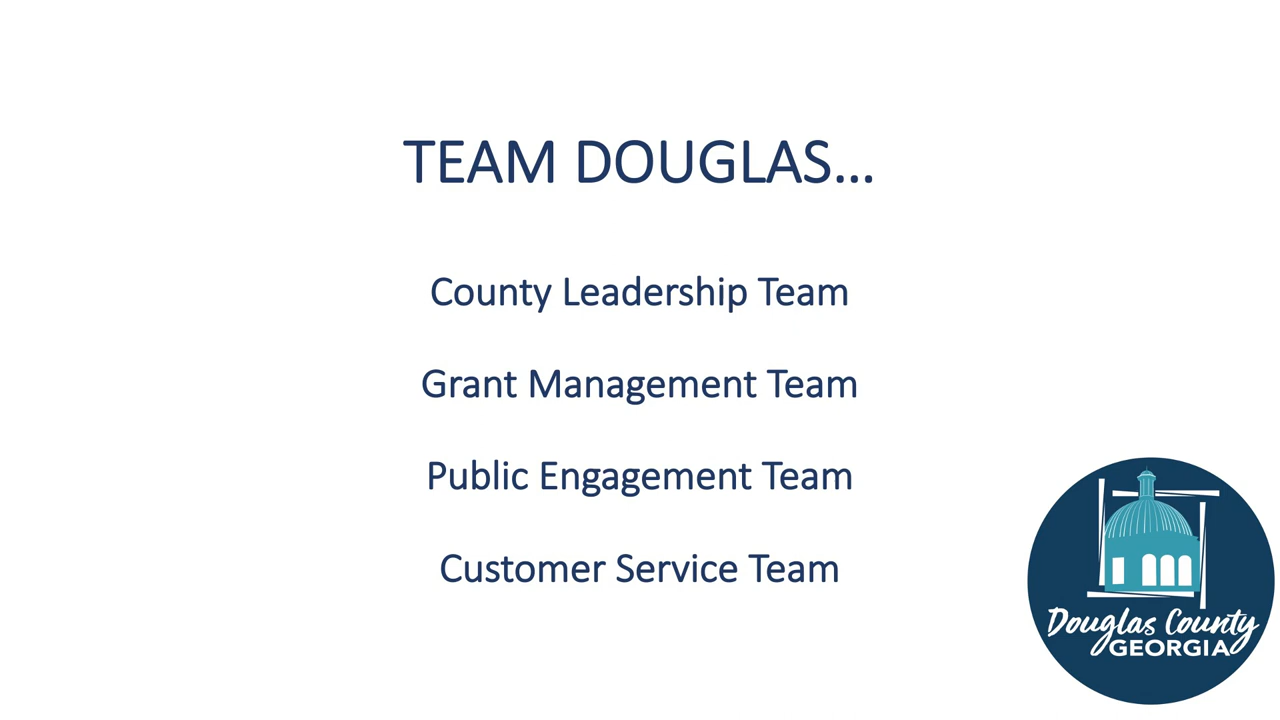 TEAM DOUGLAS...
County Leadership Team
Grant Management Team
Public Engagement Team
Customer Service Team
Douglas County
GEORGIA